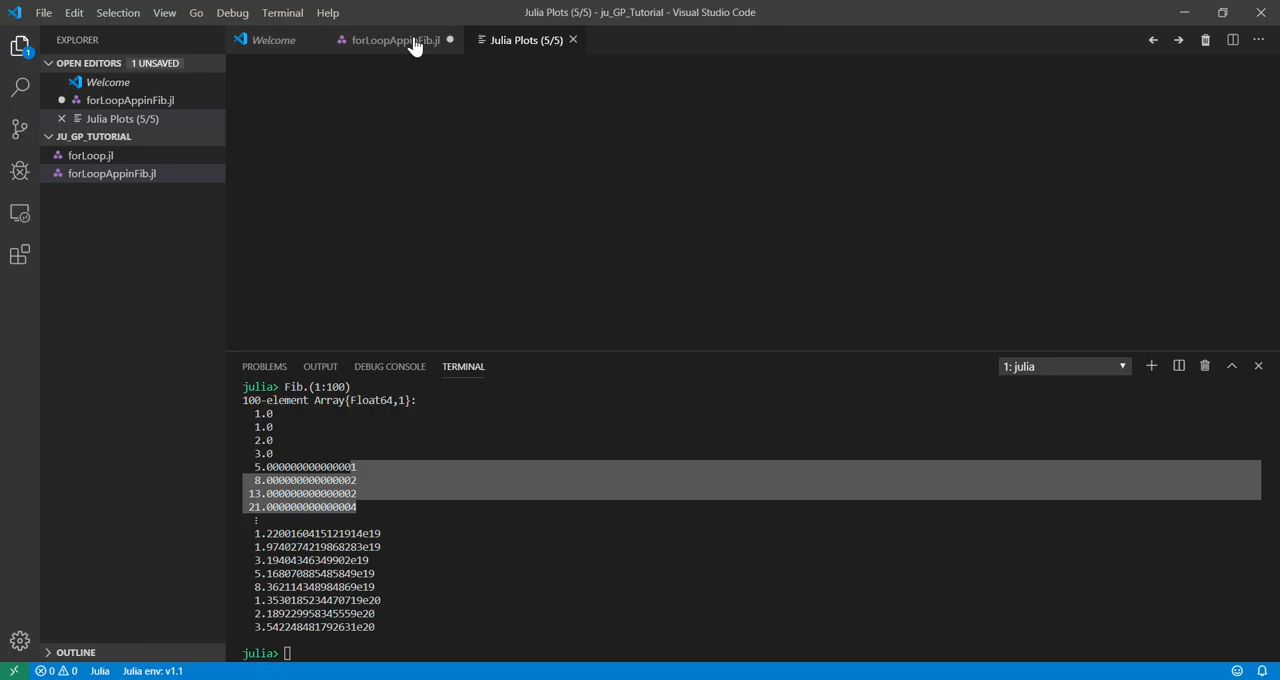 File Edit Selection View Go Debug Terminal Help Julia Plots (5/5) - ju_GP_Tutorial - Visual Studio Code
EXPLORER
Welcome forLoopAppinFib.jl Julia Plots (5/5)
OPEN EDITORS 1 UNSAVED
Welcome
forLoopAppinFib.jl
Julia Plots (5/5)
JU_GP_TUTORIAL
forLoop.jl
forLoopAppinFib.jl
1
PROBLEMS OUTPUT DEBUG CONSOLE TERMINAL 1: julia
julia> Fib.(1:100)
100-element Array{Float64,1}:
1.0
1.0
2.0
3.0
5.000000000000001
8.000000000000002
13.000000000000002
21.000000000000004
⋮
1.2200160415121914e19
1.9740274219868283e19
3.19404346349902e19
5.168070885485849e19
8.362114348984869e19
1.3530185234470719e20
2.189229958345559e20
3.542248481792631e20
julia>
OUTLINE
0 0 Julia Julia env: v1.1